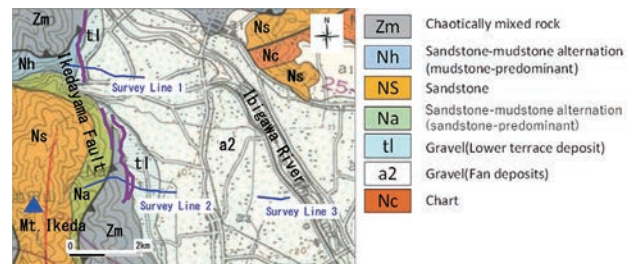 Zm
tl
Nh
Ikedayama Fault
Survey Line 1
Ns
Nc
Ns
N
Ibigawa River
25.
Ns
a2
tl
Na
Survey Line 2
Survey Line 3
Mt. Ikeda
Zm
0 2km
Zm Chaotically mixed rock
Nh Sandstone-mudstone alternation
(mudstone-predominant)
NS Sandstone
Na Sandstone-mudstone alternation
(sandstone-predominant)
tl Gravel(Lower terrace deposit)
a2 Gravel(Fan deposits)
Nc Chart